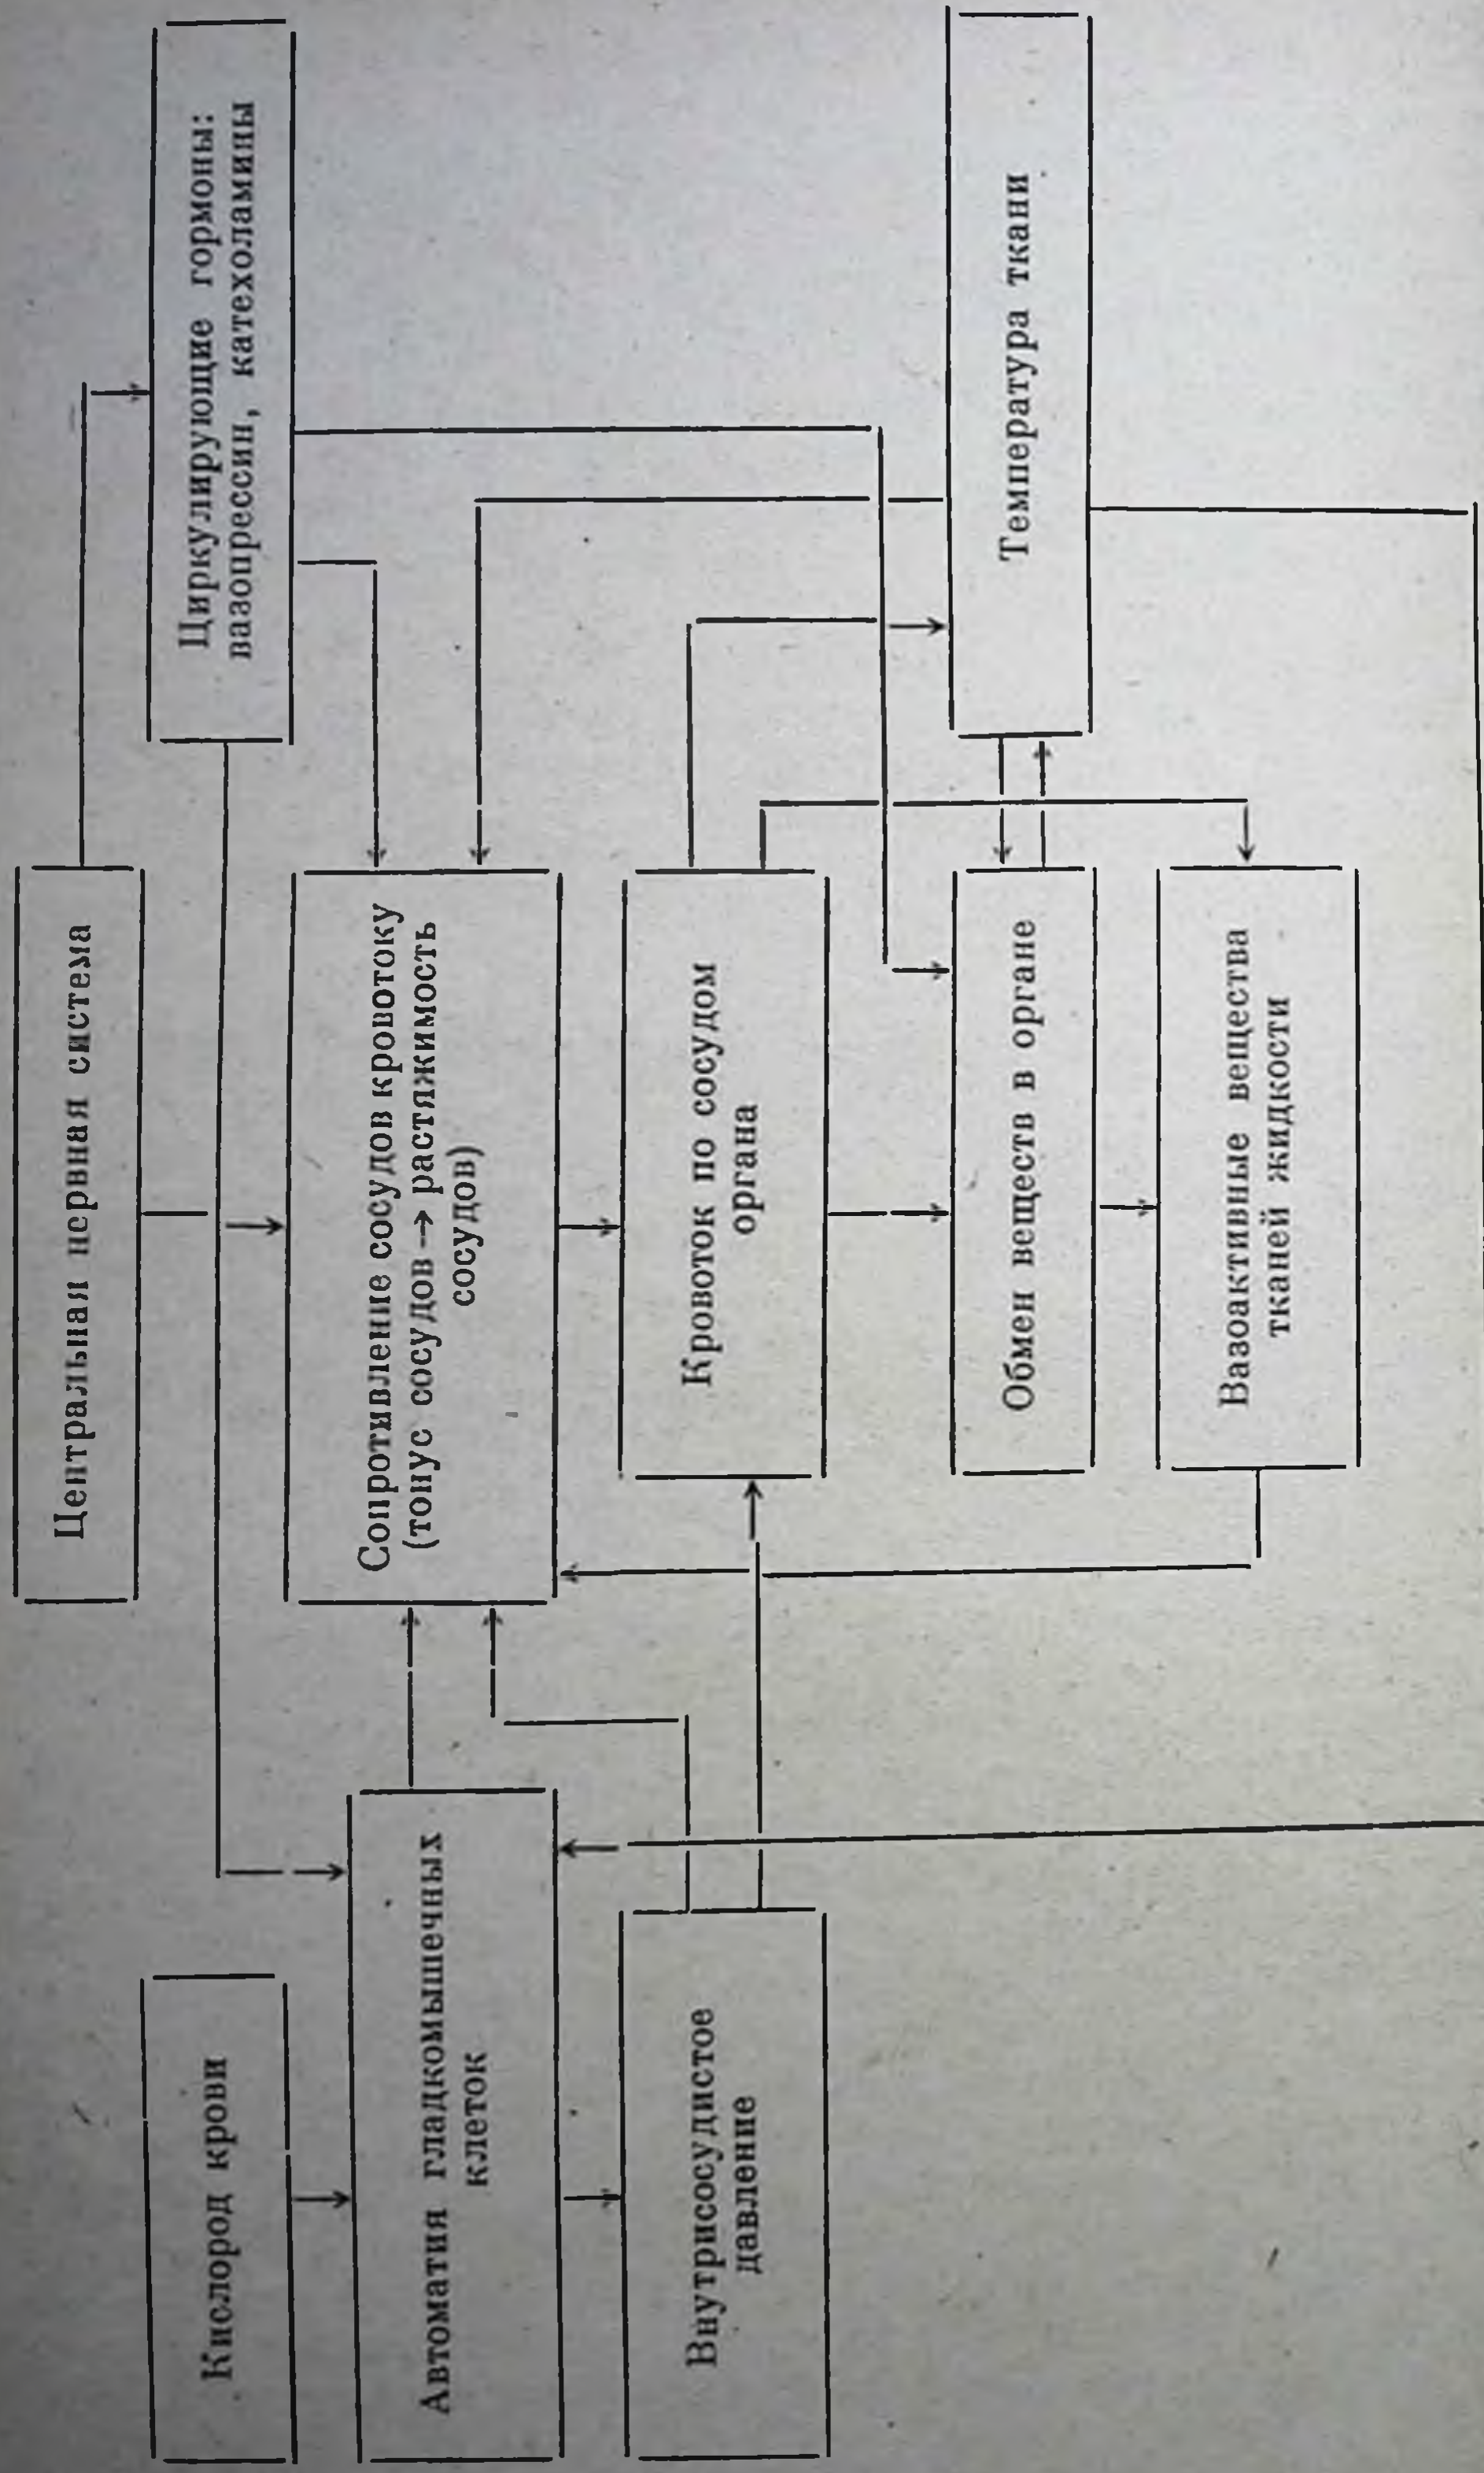 Центральная нервная система
Кислород крови
Циркулирующие гормоны:
вазопрессин, катехоламины
Автоматия гладкомышечных
клеток
Сопротивление сосудов кровотоку
(тонус сосудов → растяжимость
сосудов)
Внутрисосудистое
давление
Кровоток по сосудом
органа
Обмен веществ в органе
Температура ткани
Вазоактивные вещества
тканей жидкости